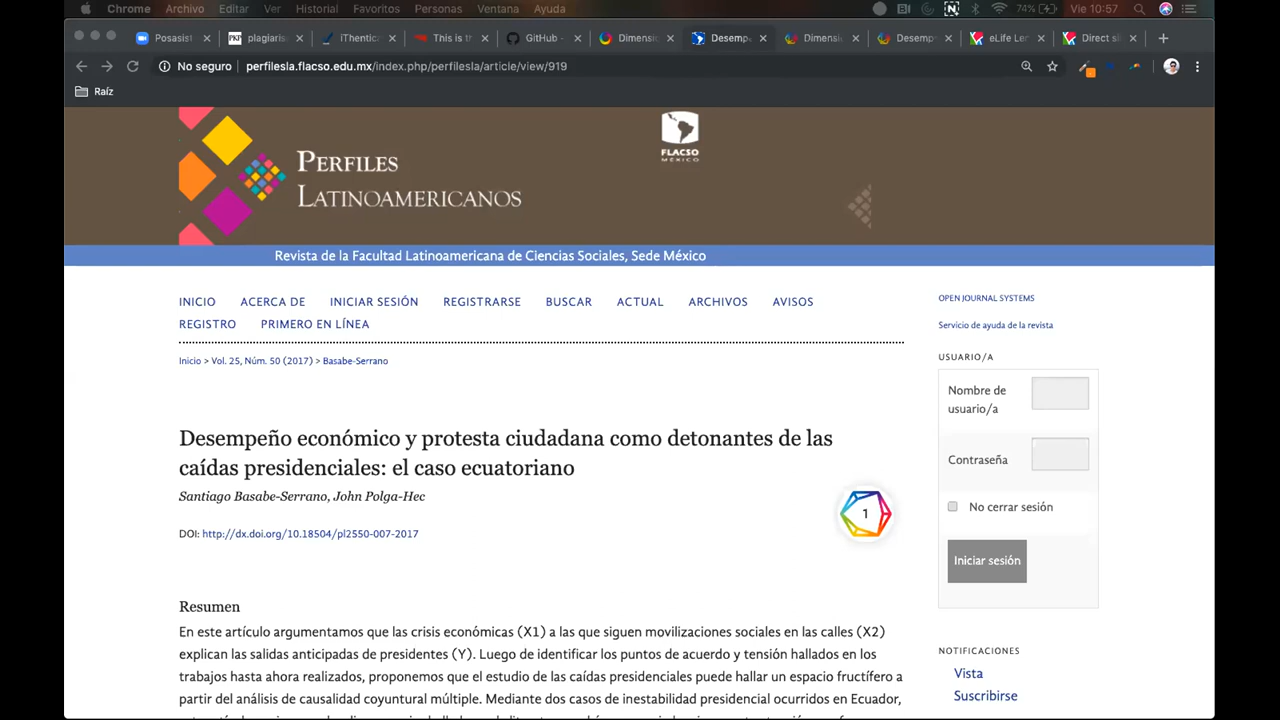 Chrome Archivo Editar Ver Historial Favoritos Personas Ventana Ayuda 74% Vie 10:57
Posasist plagiaris iThentic This is th GitHub - Dimensio Desempe Dimensi Desemp eLife Len Direct sl
No seguro perfilesla.flacso.edu.mx/index.php/perfilesla/article/view/919
Raíz
FLACSO
MÉXICO
PERFILES
LATINOAMERICANOS
Revista de la Facultad Latinoamericana de Ciencias Sociales, Sede México
INICIO ACERCA DE INICIAR SESIÓN REGISTRARSE BUSCAR ACTUAL ARCHIVOS AVISOS
REGISTRO PRIMERO EN LÍNEA
Inicio > Vol. 25, Núm. 50 (2017) > Basabe-Serrano
Desempeño económico y protesta ciudadana como detonantes de las
caídas presidenciales: el caso ecuatoriano
Santiago Basabe-Serrano, John Polga-Hec
1
DOI: http://dx.doi.org/10.18504/pl2550-007-2017
Resumen
En este artículo argumentamos que las crisis económicas (X1) a las que siguen movilizaciones sociales en las calles (X2)
explican las salidas anticipadas de presidentes (Y). Luego de identificar los puntos de acuerdo y tensión hallados en los
trabajos hasta ahora realizados, proponemos que el estudio de las caídas presidenciales puede hallar un espacio fructífero a
partir del análisis de causalidad coyuntural múltiple. Mediante dos casos de inestabilidad presidencial ocurridos en Ecuador,
OPEN JOURNAL SYSTEMS
Servicio de ayuda de la revista
USUARIO/A
Nombre de
usuario/a
Contraseña
No cerrar sesión
Iniciar sesión
NOTIFICACIONES
Vista
Suscribirse